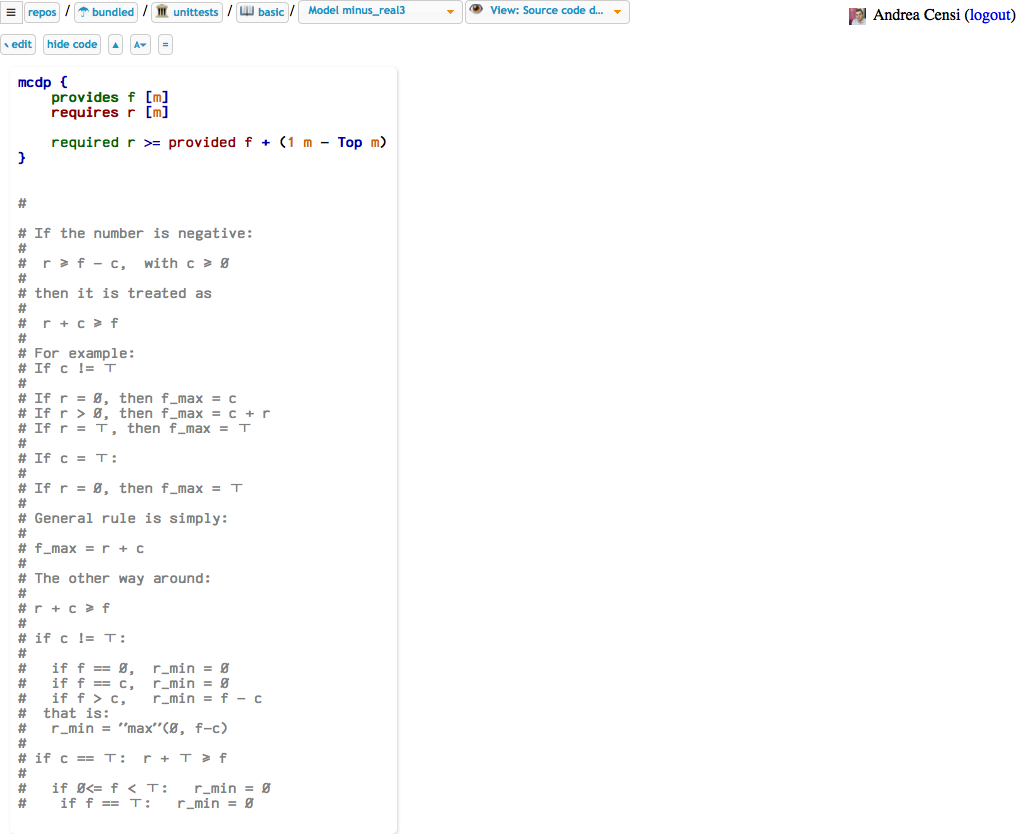 ≡ repos / ☂ bundled / 🏛 unittests / 📖 basic / Model minus_real3 View: Source code d... Andrea Censi (logout)
edit hide code ▲ A▾ =
mcdp {
    provides f [m]
    requires r [m]

    required r >= provided f + (1 m - Top m)
}

#

# If the number is negative:
#
#  r ≥ f - c,  with c ≥ 0
#
# then it is treated as
#
#  r + c ≥ f
#
# For example:
# If c != ⊤
#
# If r = 0, then f_max = c
# If r > 0, then f_max = c + r
# If r = ⊤, then f_max = ⊤
#
# If c = ⊤:
#
# If r = 0, then f_max = ⊤
#
# General rule is simply:
#
# f_max = r + c
#
# The other way around:
#
# r + c ≥ f
#
# if c != ⊤:
#
#   if f == 0,  r_min = 0
#   if f == c,  r_min = 0
#   if f > c,   r_min = f - c
#  that is:
#   r_min = ”max”(0, f-c)
#
# if c == ⊤:  r + ⊤ ≥ f
#
#   if 0<= f < ⊤:   r_min = 0
#    if f == ⊤:   r_min = 0